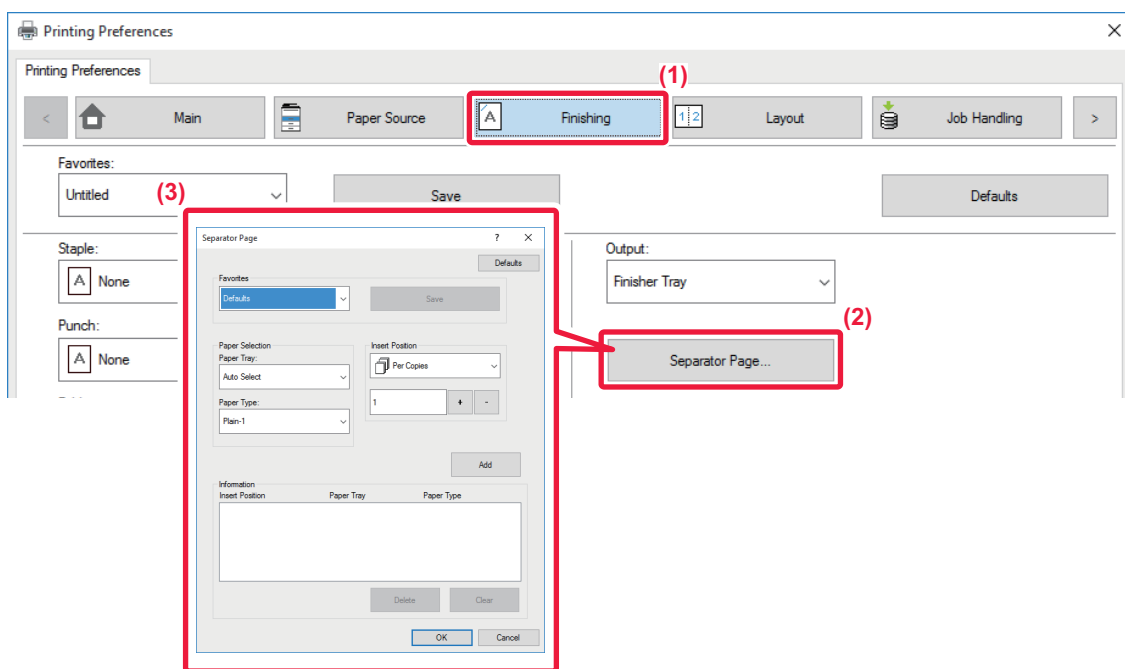 Printing Preferences
Printing Preferences
(1)
< Main Paper Source A Finishing 1 2 Layout Job Handling >
Favorites:
Untitled Save Defaults
(3)
Staple:
A None
Punch:
A None
Output:
Finisher Tray
(2)
Separator Page...
Separator Page ?
Defaults
Favorites
Defaults Save
Paper Selection
Paper Tray:
Auto Select
Paper Type:
Plain-1
Insert Position
Per Copies
1 + -
Add
Information
Insert Position Paper Tray Paper Type
Delete Clear
OK Cancel